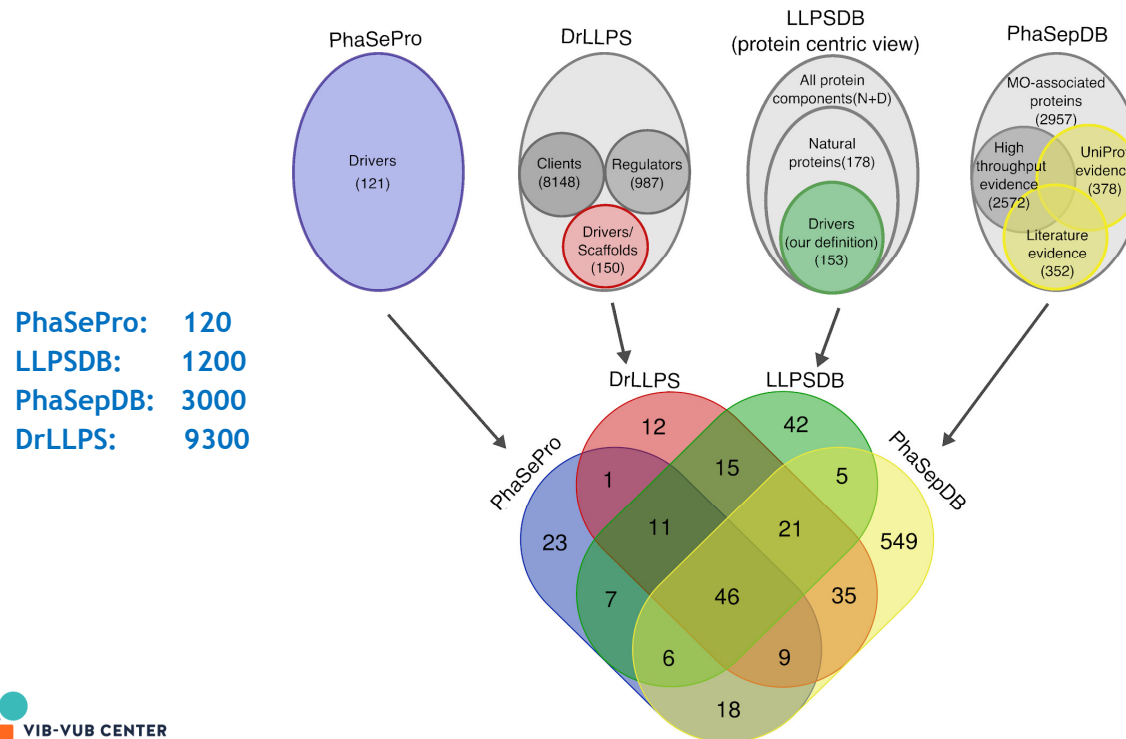 PhaSePro
Drivers
(121)
DrLLPS
Clients
(8148)
Regulators
(987)
Drivers/
Scaffolds
(150)
LLPSDB
(protein centric view)
All protein
components(N+D)
Natural
proteins(178)
Drivers
(our definition)
(153)
PhaSepDB
MO-associated
proteins
(2957)
High
throughput
evidence
(2572)
UniProt
evidence
(378)
Literature
evidence
(352)
PhaSePro: 120
LLPSDB: 1200
PhaSepDB: 3000
DrLLPS: 9300
PhaSePro
DrLLPS
LLPSDB
PhaSepDB
12
42
1
15
5
23
11
21
549
7
46
35
6
9
18
VIB-VUB CENTER